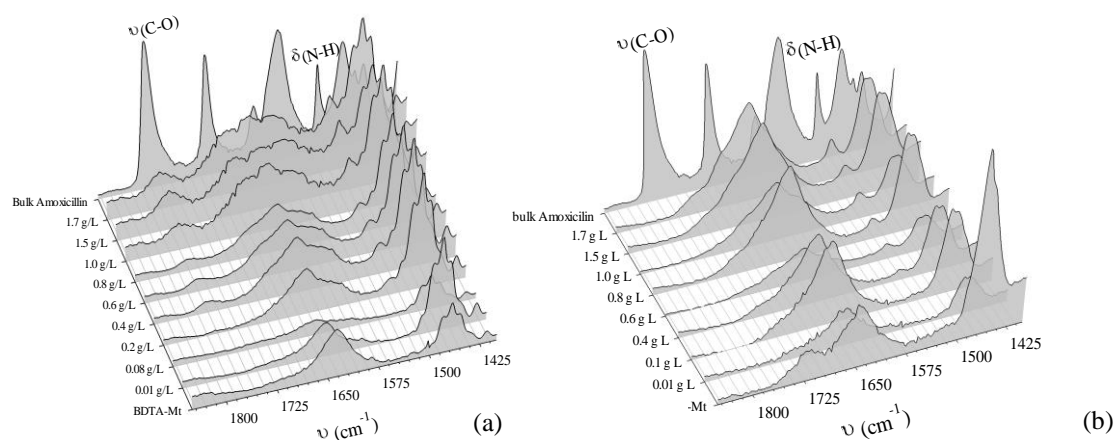 υ(C-O)
δ(N-H)
Bulk Amoxicillin
1.7 g/L
1.5 g/L
1.0 g/L
0.8 g/L
0.6 g/L
0.4 g/L
0.2 g/L
0.08 g/L
0.01 g/L
BDTA-Mt
1800
1725
1650
1575
1500
1425
υ (cm-1)
(a)
υ(C-O)
δ(N-H)
bulk Amoxicilin
1.7 g L
1.5 g L
1.0 g L
0.8 g L
0.6 g L
0.4 g L
0.1 g L
0.01 g L
-Mt
1800
1725
1650
1575
1500
1425
υ (cm-1)
(b)